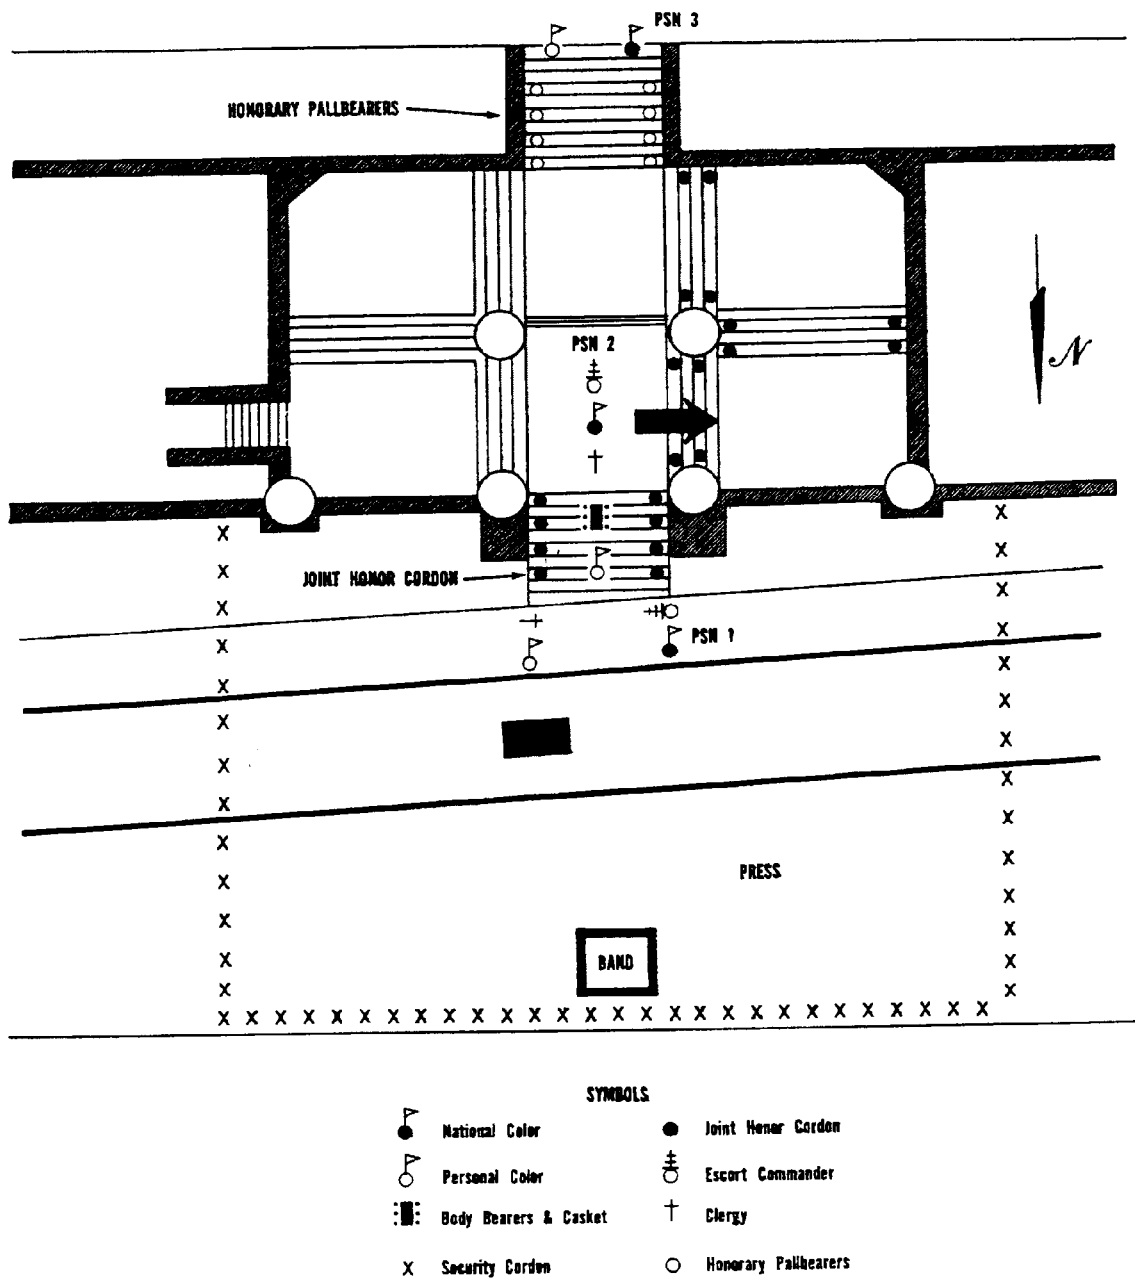 PSN 3
HONORARY PALLBEARERS
PSN 2
N
JOINT HONOR CORDON
PSN 1
PRESS
BAND
SYMBOLS
National Color
Joint Honor Cordon
Personal Color
Escort Commander
Body Bearers & Casket
Clergy
X Security Cordon
Honorary Pallbearers